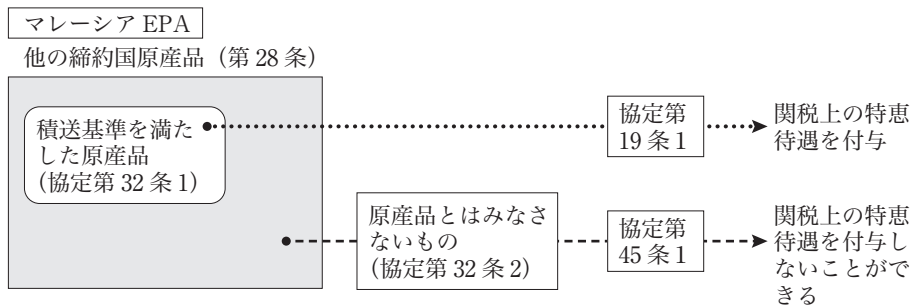 マレーシア EPA
他の締約国原産品（第 28 条）
積送基準を満た
した原産品
（協定第 32 条 1）
協定第
19 条 1
関税上の特恵
待遇を付与
原産品とはみなさ
ないもの
（協定第 32 条 2）
協定第
45 条 1
関税上の特恵
待遇を付与し
ないことがで
きる